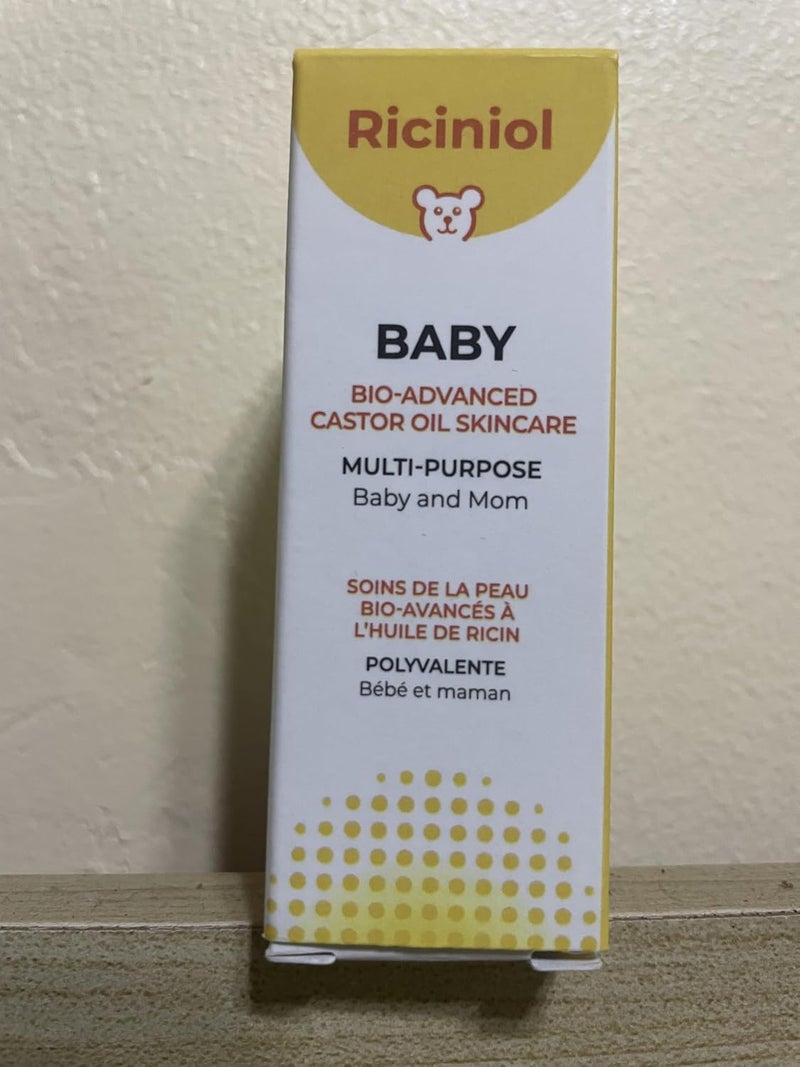 Riciniol
BABY
BIO-ADVANCED
CASTOR OIL SKINCARE
MULTI-PURPOSE
Baby and Mom
SOINS DE LA PEAU
BIO-AVANCÉS À
L'HUILE DE RICIN
POLYVALENTE
Bébé et maman